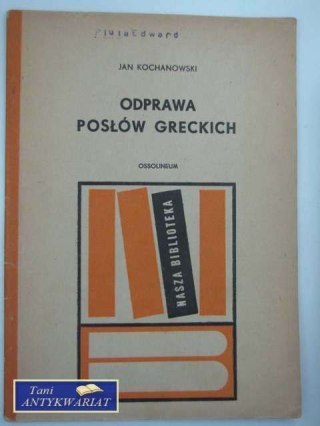 JAN KOCHANOWSKI
ODPRAWA
POSŁÓW GRECKICH
OSSOLINEUM
NASZA BIBLIOTEKA
Tani
ANTYKWARIAT